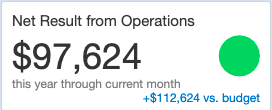 Net Result from Operations
$97,624
this year through current month
+$112,624 vs. budget